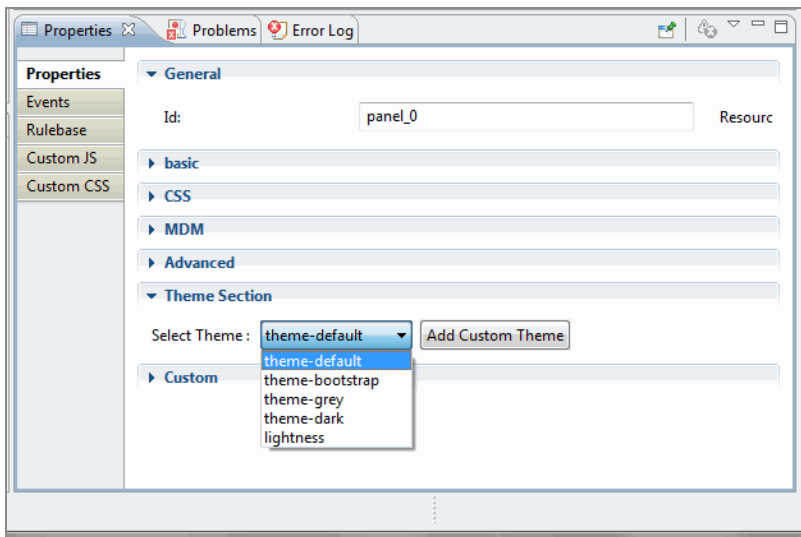 Properties Problems Error Log
Properties
Events
Rulebase
Custom JS
Custom CSS
General
Id: panel_0 Resourc
basic
CSS
MDM
Advanced
Theme Section
Select Theme : theme-default Add Custom Theme
theme-default
theme-bootstrap
theme-grey
theme-dark
lightness
Custom